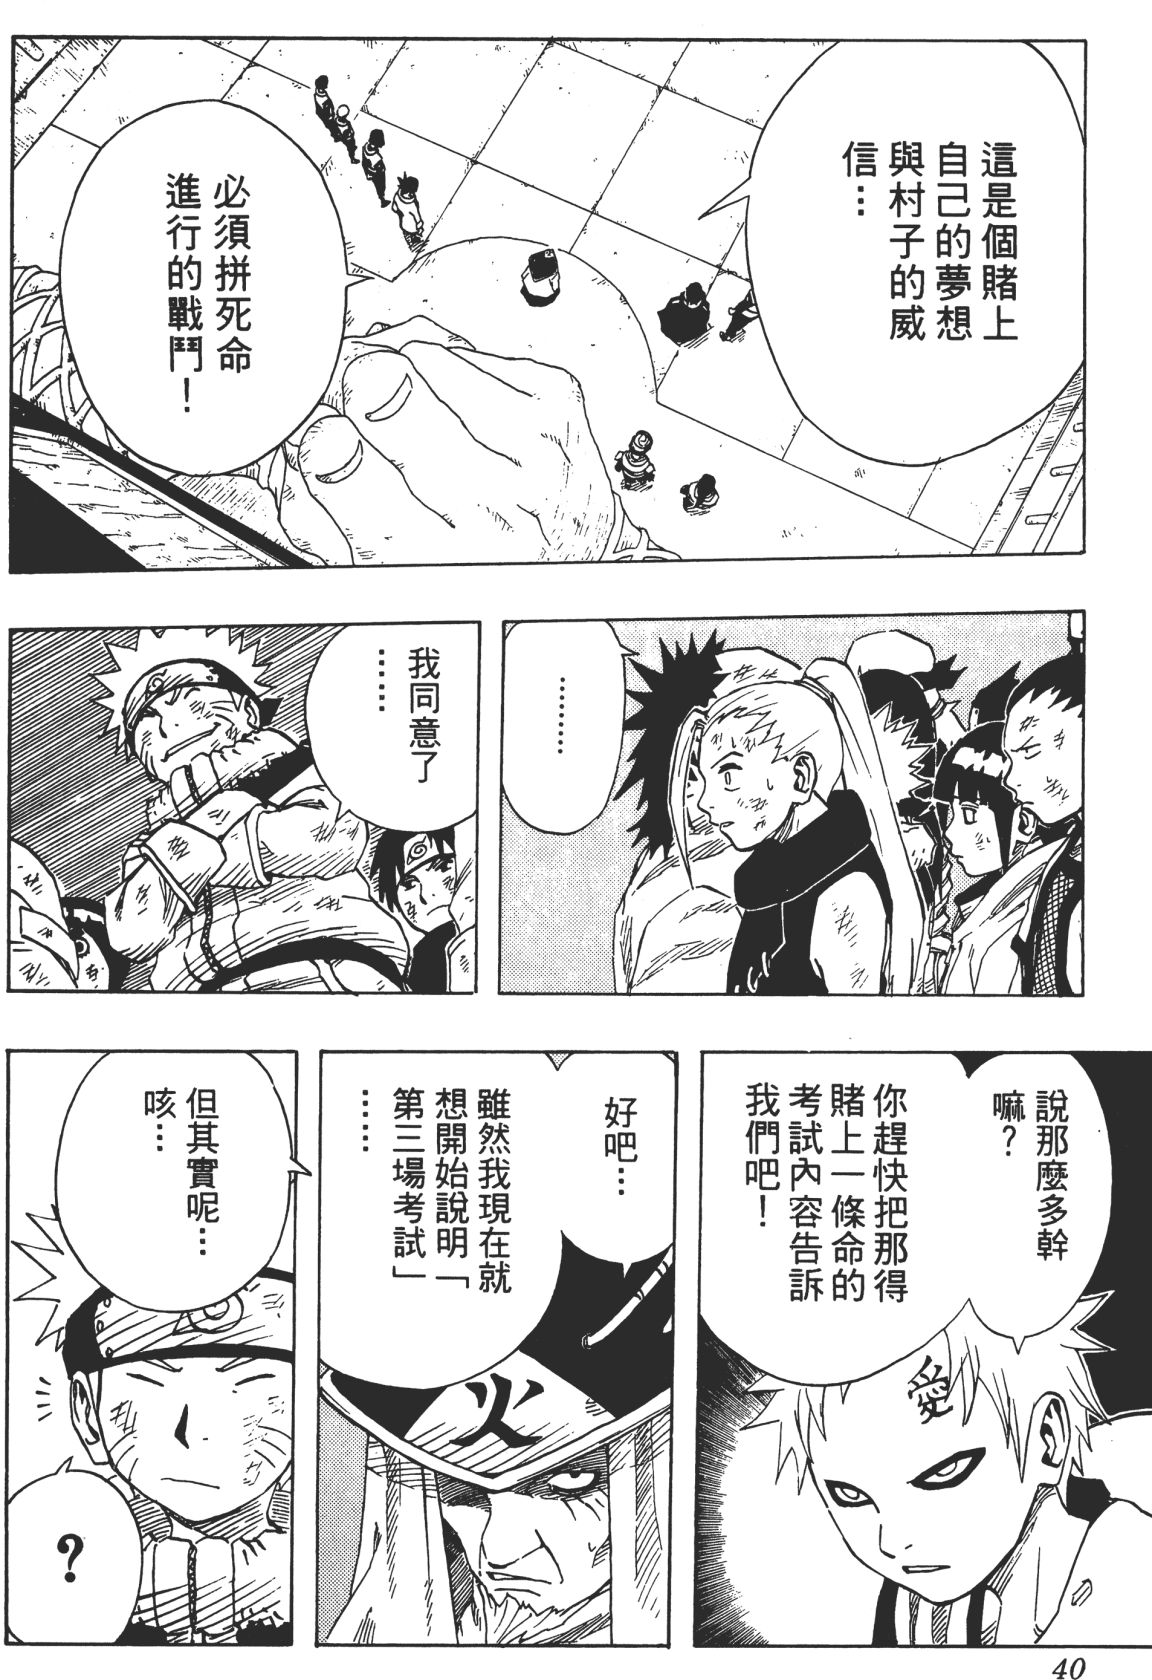 這是個賭上
自己的夢想
與村子的威
信…
必須拼死命
進行的戰鬥！
………
我同意了
……
說那麼多幹
嘛？
你趕快把那得
賭上一條命的
考試內容告訴
我們吧！
愛
好吧…
雖然我現在就
想開始說明「
第三場考試」
……
火
但其實呢…
咳…
？
40